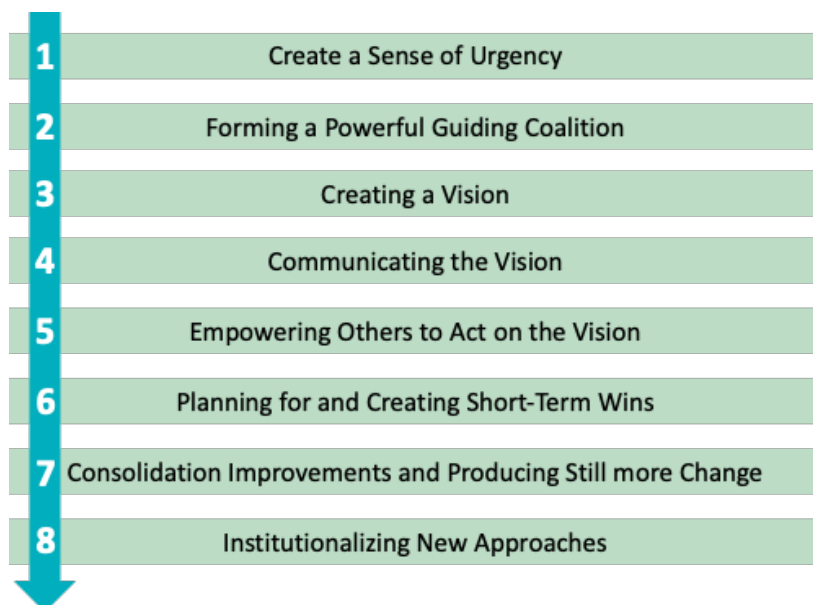 1 Create a Sense of Urgency
2 Forming a Powerful Guiding Coalition
3 Creating a Vision
4 Communicating the Vision
5 Empowering Others to Act on the Vision
6 Planning for and Creating Short-Term Wins
7 Consolidation Improvements and Producing Still more Change
8 Institutionalizing New Approaches